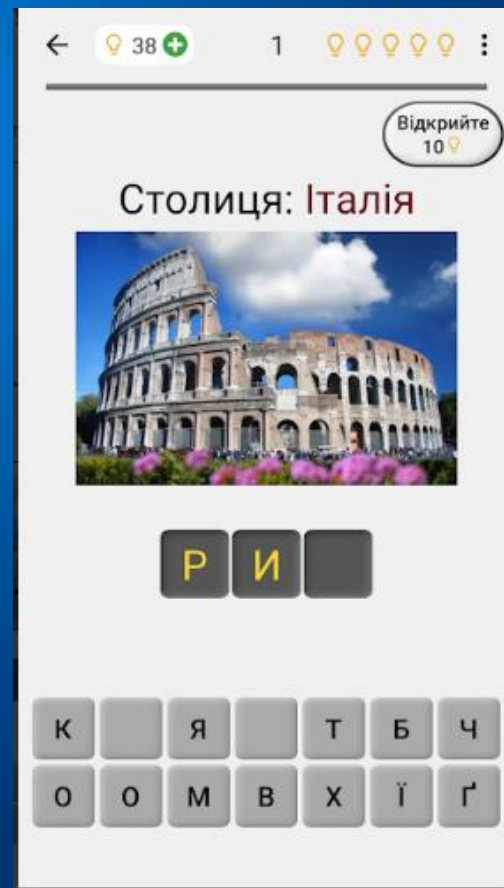 38 1
Відкрийте
10
Столиця: Італія
Р И
К Я Т Б Ч
О О М В Х Ї Ґ